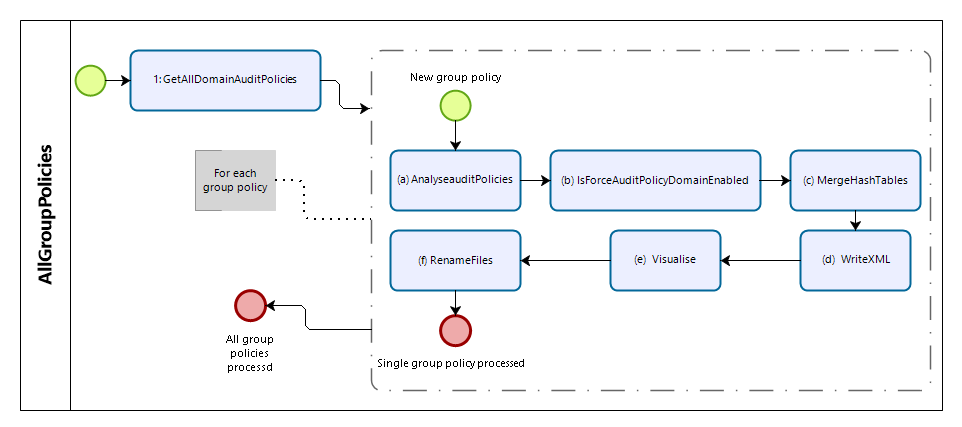 AllGroupPolicies
1: GetAllDomainAuditPolicies
New group policy
(a) AnalyseauditPolicies
(b) IsForceAuditPolicyDomainEnabled
(c) MergeHashTables
For each
group policy
(f) RenameFiles
(e) Visualise
(d) WriteXML
All group
policies
processd
Single group policy processed